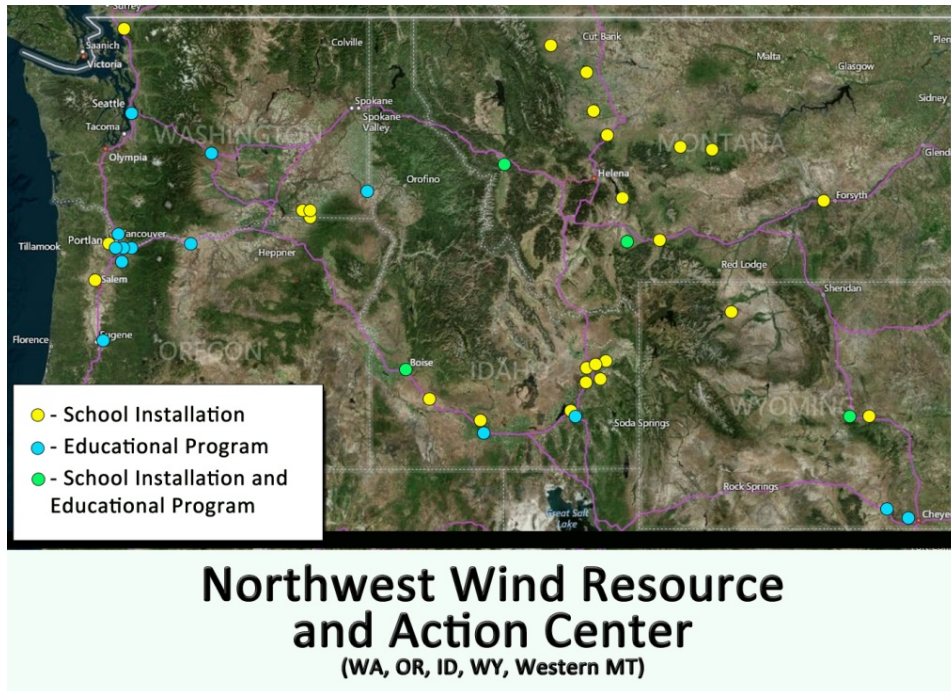 Surrey
Saanich
Victoria
Colville
Cut Bank
Malta
Glasgow
Plen
Sidney
Seattle
Spokane
Spokane
Valley
Tacoma
WASHINGTON
MONTANA
Olympia
Glend
Orofino
Helena
Forsyth
Portlan
Vancouver
Tillamook
Heppner
Red Lodge
Salem
Sheridan
Florence
Eugene
OREGON
Boise
IDAHO
WYOMING
Soda Springs
Rock Springs
Great Salt
Lake
Cheye
- School Installation
- Educational Program
- School Installation and
Educational Program
Northwest Wind Resource
and Action Center
(WA, OR, ID, WY, Western MT)